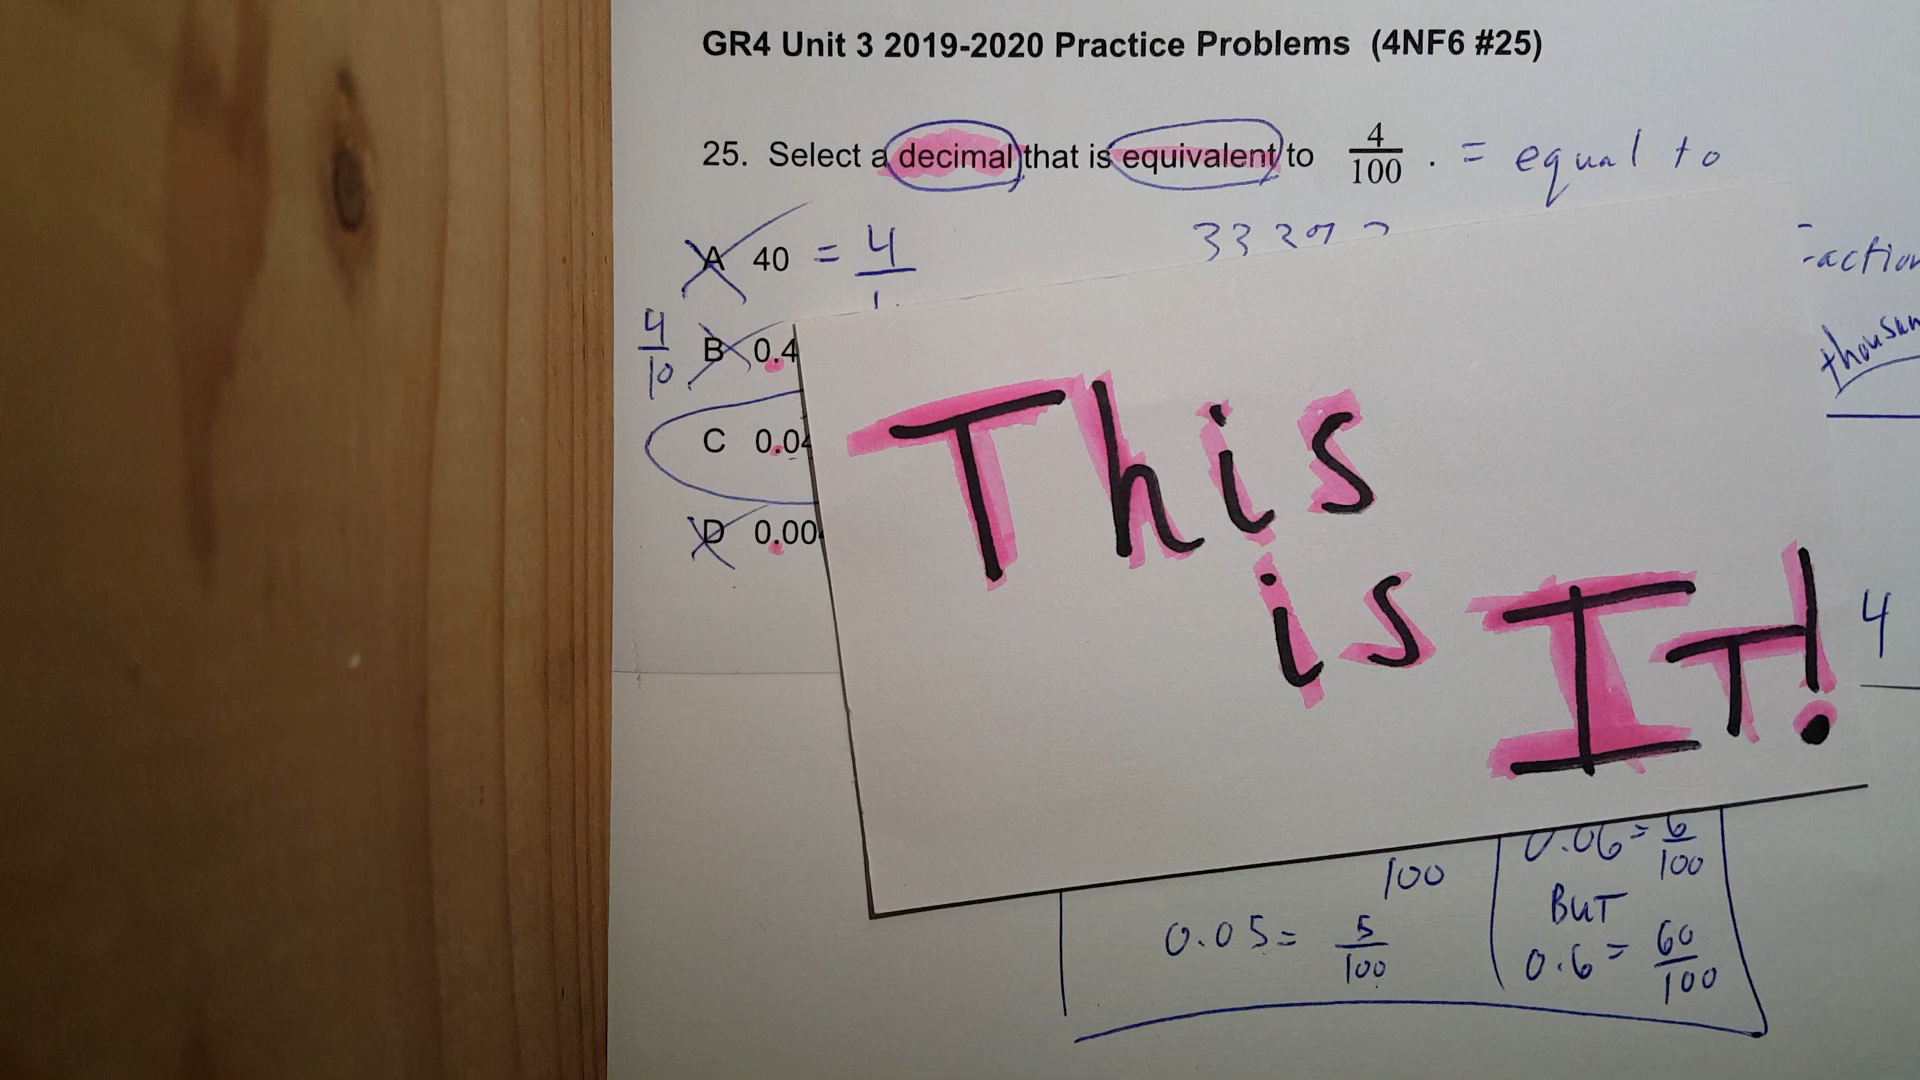 GR4 Unit 3 2019-2020 Practice Problems (4NF6 #25)
25. Select a decimal that is equivalent to 4/100 . = equal to
A 40 = 4
B 0.4
4/10
C 0.04
D 0.00
This
is IT!
4
100
0.05 = 5/100
0.06 = 6/100
BUT
0.6 = 60/100